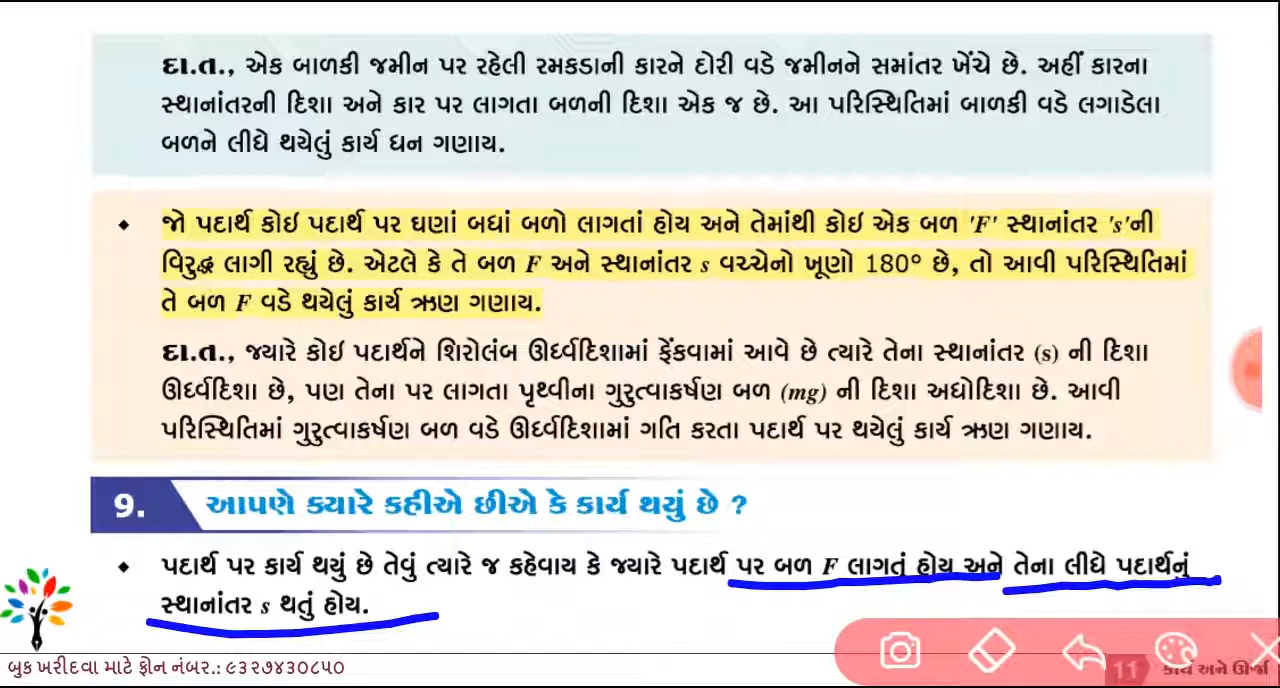 દા.ત., એક બાળકી જમીન પર રહેલી રમકડાની કારને દોરી વડે જમીનને સમાંતર ખેંચે છે. અહીં કારના
સ્થાનાંતરની દિશા અને કાર પર લાગતા બળની દિશા એક જ છે. આ પરિસ્થિતિમાં બાળકી વડે લગાડેલા
બળને લીધે થયેલું કાર્ય ધન ગણાય.
♦ જો પદાર્થ કોઈ પદાર્થ પર ઘણાં બધાં બળો લાગતાં હોય અને તેમાંથી કોઈ એક બળ 'F' સ્થાનાંતર 's'ની
વિરુદ્ધ લાગી રહ્યું છે. એટલે કે તે બળ F અને સ્થાનાંતર s વચ્ચેનો ખૂણો 180° છે, તો આવી પરિસ્થિતિમાં
તે બળ F વડે થયેલું કાર્ય ઋણ ગણાય.
દા.ત., જ્યારે કોઈ પદાર્થને શિરોલંબ ઊર્ધ્વદિશામાં ફેંકવામાં આવે છે ત્યારે તેના સ્થાનાંતર (s) ની દિશા
ઊર્ધ્વદિશા છે, પણ તેના પર લાગતા પૃથ્વીના ગુરુત્વાકર્ષણ બળ (mg) ની દિશા અધોદિશા છે. આવી
પરિસ્થિતિમાં ગુરુત્વાકર્ષણ બળ વડે ઊર્ધ્વદિશામાં ગતિ કરતા પદાર્થ પર થયેલું કાર્ય ઋણ ગણાય.
9. આપણે ક્યારે કહીએ છીએ કે કાર્ય થયું છે ?
♦ પદાર્થ પર કાર્ય થયું છે તેવું ત્યારે જ કહેવાય કે જ્યારે પદાર્થ પર બળ F લાગતું હોય અને તેના લીધે પદાર્થનું
સ્થાનાંતર s થતું હોય.
બુક ખરીદવા માટે ફોન નંબર.: ૯૩૨૭૪૩૦૮૫૦
11 કાર્ય અને ઊર્જા